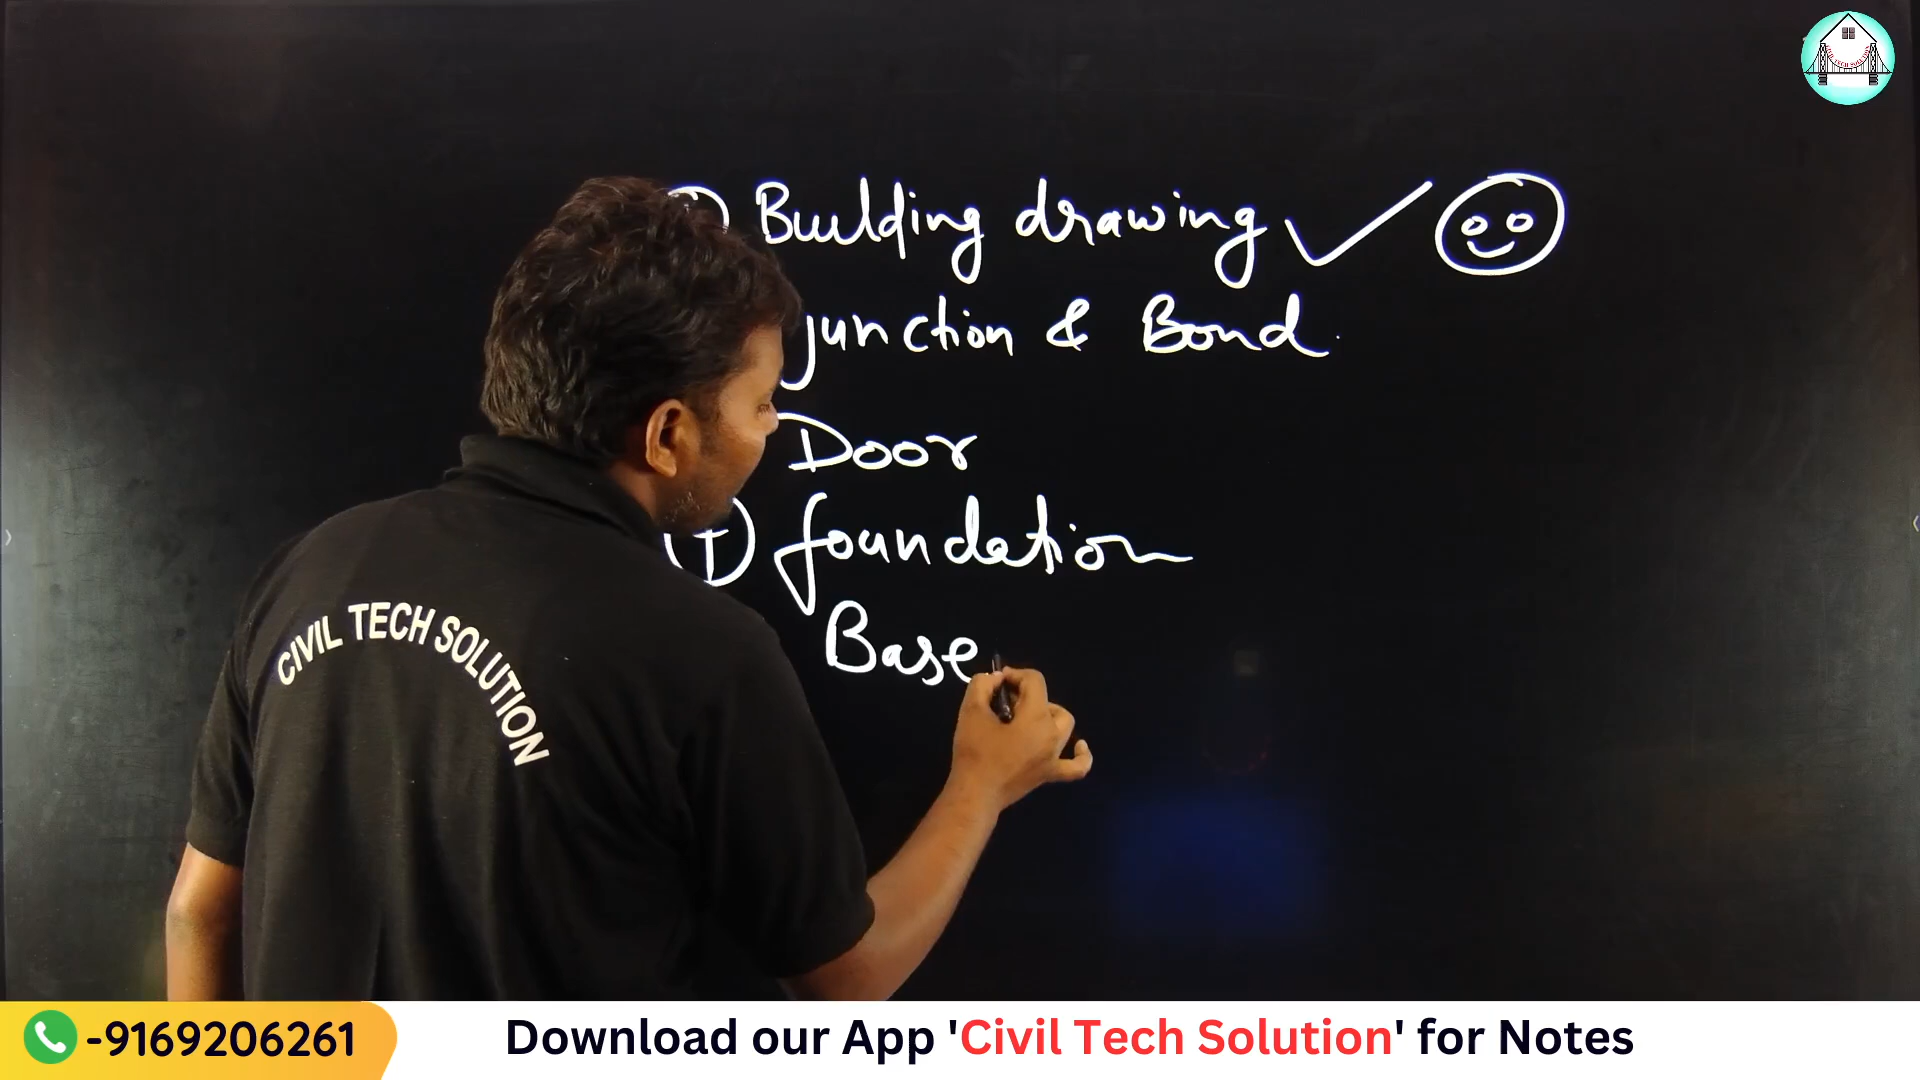 Building drawing
junction & Bond.
Door
foundation
Base
CIVIL TECH SOLUTION
-9169206261
Download our App 'Civil Tech Solution' for Notes